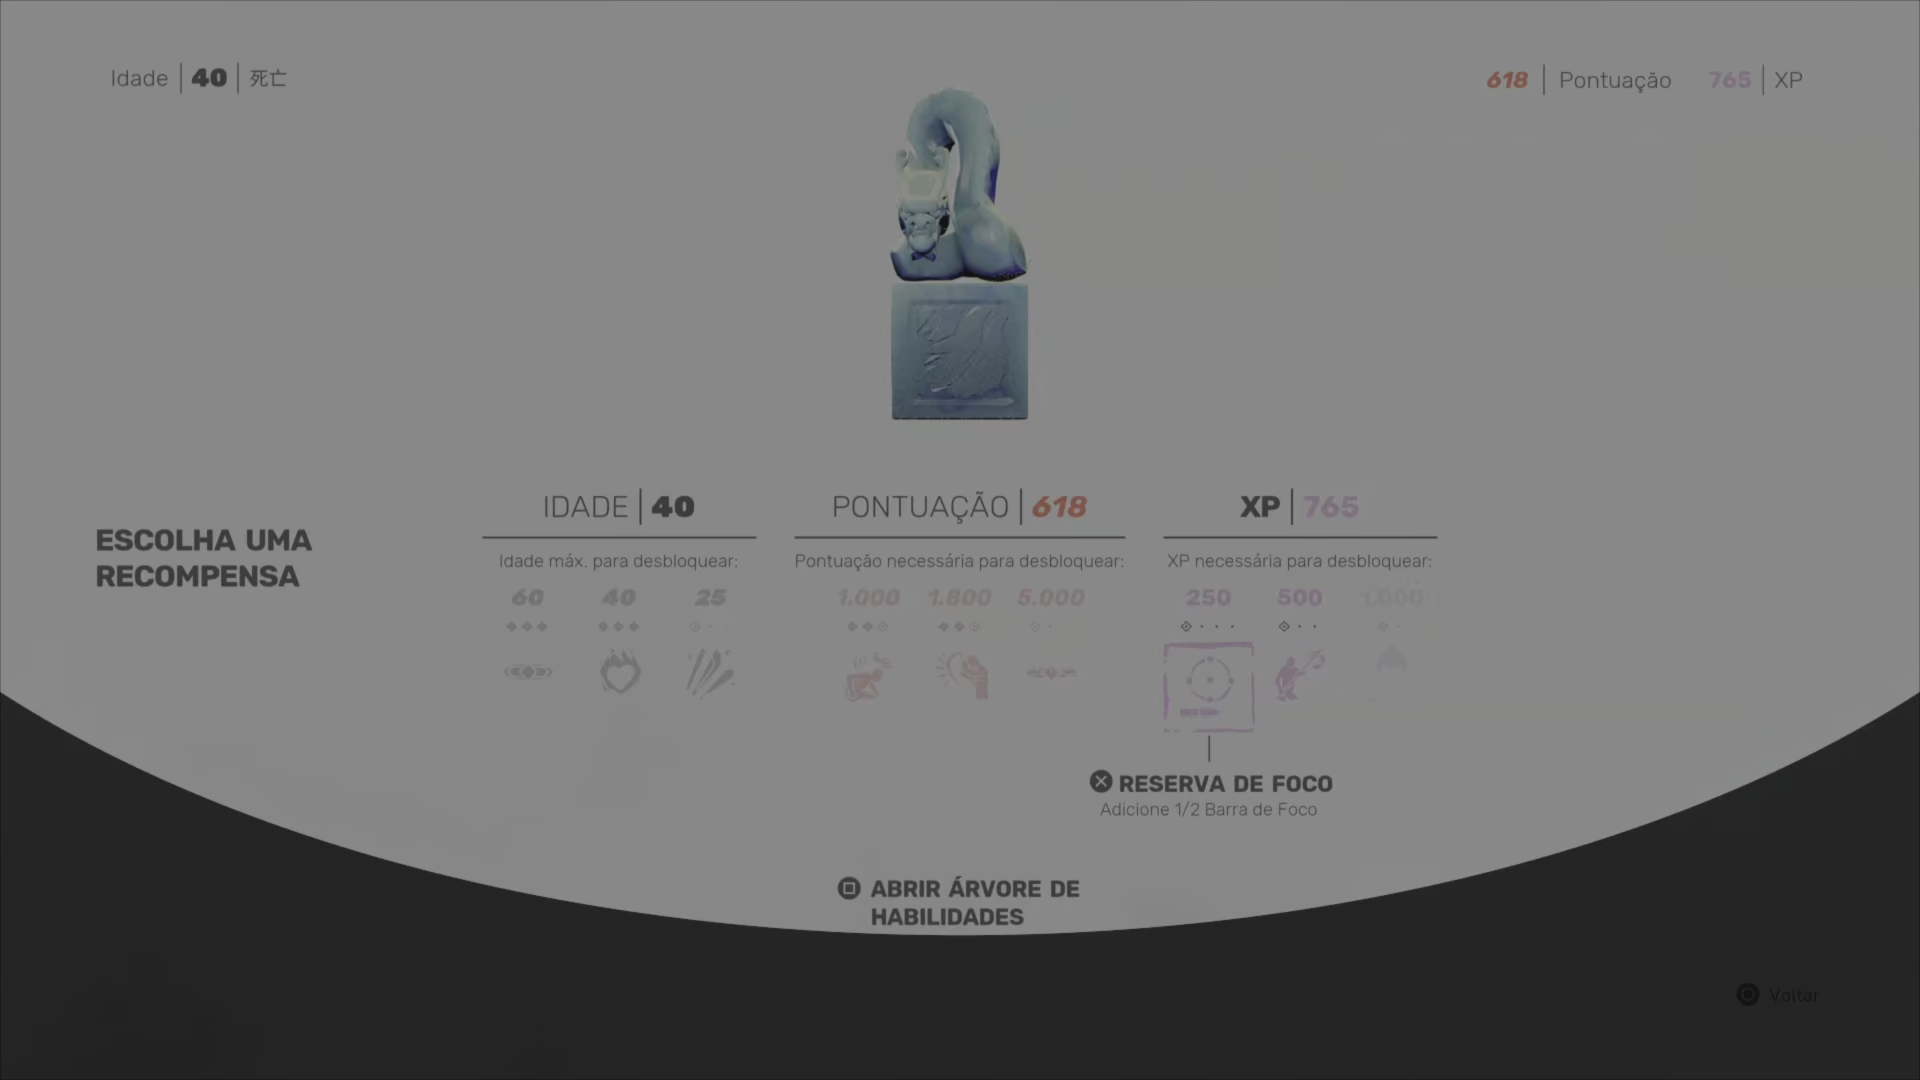 Idade | 40 | 死亡
618 | Pontuação 765 | XP
ESCOLHA UMA
RECOMPENSA
IDADE | 40
Idade máx. para desbloquear:
60 40 25
PONTUAÇÃO | 618
Pontuação necessária para desbloquear:
1.000 1.800 5.000
XP | 765
XP necessária para desbloquear:
250 500 1.000
RESERVA DE FOCO
Adicione 1/2 Barra de Foco
ABRIR ÁRVORE DE
HABILIDADES
Voltar